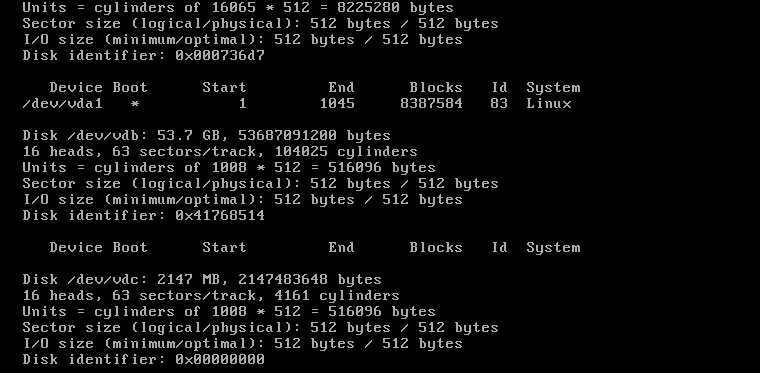 Units = cylinders of 16065 * 512 = 8225280 bytes
Sector size (logical/physical): 512 bytes / 512 bytes
I/O size (minimum/optimal): 512 bytes / 512 bytes
Disk identifier: 0x000736d7
Device Boot Start End Blocks Id System
/dev/vda1 * 1 1045 8387584 83 Linux
Disk /dev/vdb: 53.7 GB, 53687091200 bytes
16 heads, 63 sectors/track, 104025 cylinders
Units = cylinders of 1008 * 512 = 516096 bytes
Sector size (logical/physical): 512 bytes / 512 bytes
I/O size (minimum/optimal): 512 bytes / 512 bytes
Disk identifier: 0x41768514
Device Boot Start End Blocks Id System
Disk /dev/vdc: 2147 MB, 2147483648 bytes
16 heads, 63 sectors/track, 4161 cylinders
Units = cylinders of 1008 * 512 = 516096 bytes
Sector size (logical/physical): 512 bytes / 512 bytes
I/O size (minimum/optimal): 512 bytes / 512 bytes
Disk identifier: 0x00000000